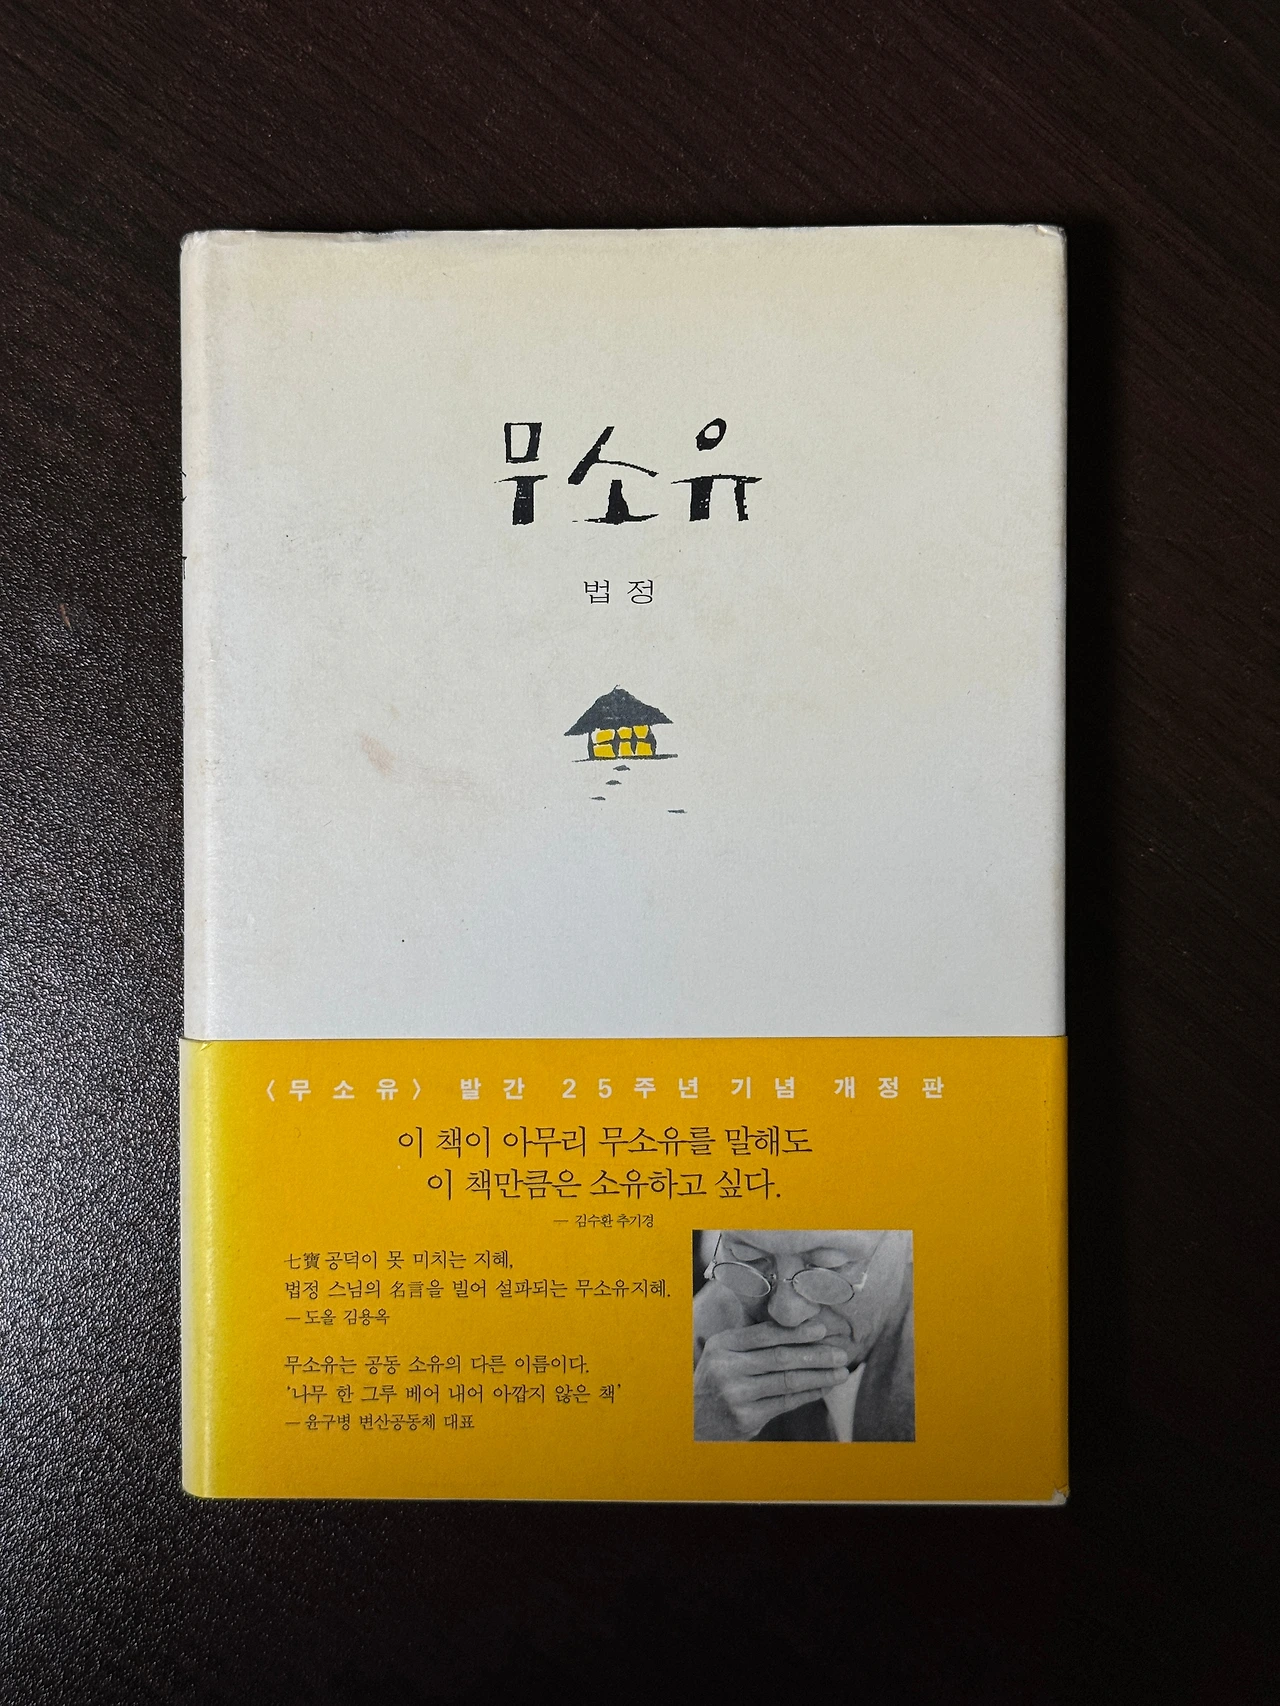 무소유
법정
〈무소유〉 발간 25주년기념 개정판
이 책이 아무리 무소유를 말해도
이 책만큼은 소유하고 싶다.
— 김수환 추기경
七寶 공덕이 못 미치는 지혜,
법정 스님의 名言을 빌어 설파되는 무소유지혜.
— 도올 김용옥
무소유는 공동 소유의 다른 이름이다.
‘나무 한 그루 베어 내어 아깝지 않은 책’
— 윤구병 변산공동체 대표